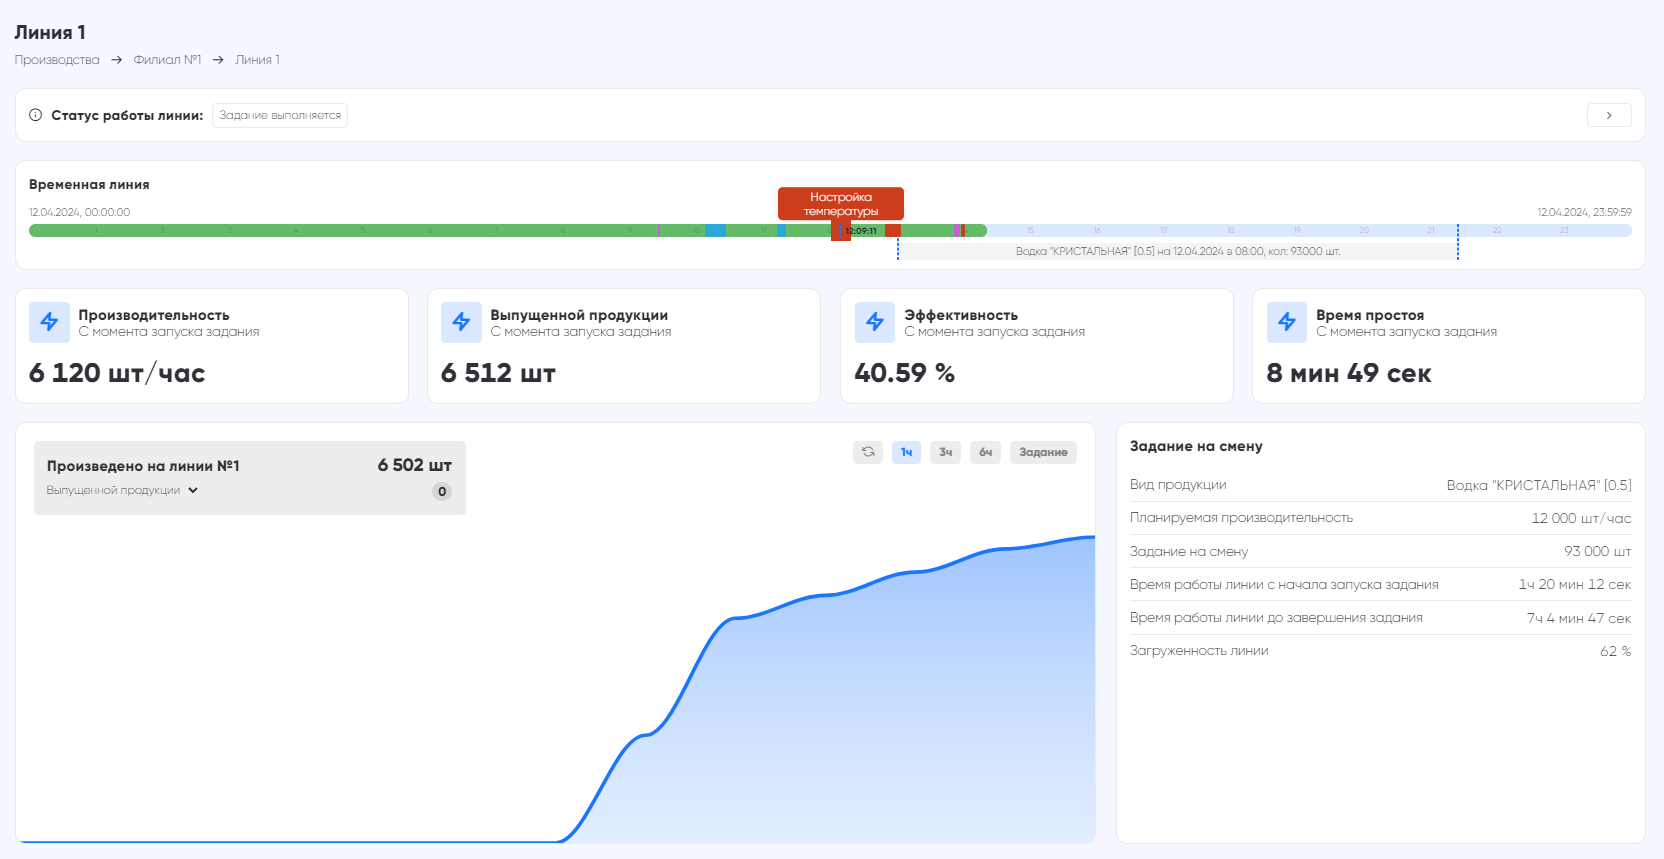 Линия 1
Производства → Филиал №1 → Линия 1
Статус работы линии: Задание выполняется
Временная линия
Настройка
температуры
12.04.2024, 00:00:00 12.04.2024, 23:59:59
1 2 3 4 5 6 7 8 9 10 11 12:09:11 15 16 17 18 19 20 21 22 23
Водка "КРИСТАЛЬНАЯ" [0.5] на 12.04.2024 в 08:00, кол: 93000 шт.
Производительность
С момента запуска задания
6 120 шт/час
Выпущенной продукции
С момента запуска задания
6 512 шт
Эффективность
С момента запуска задания
40.59 %
Время простоя
С момента запуска задания
8 мин 49 сек
Произведено на линии №1 6 502 шт
Выпущенной продукции 0
1ч 3ч 6ч Задание
Задание на смену
Вид продукции Водка "КРИСТАЛЬНАЯ" [0.5]
Планируемая производительность 12 000 шт/час
Задание на смену 93 000 шт
Время работы линии с начала запуска задания 1ч 20 мин 12 сек
Время работы линии до завершения задания 7ч 4 мин 47 сек
Загруженность линии 62 %